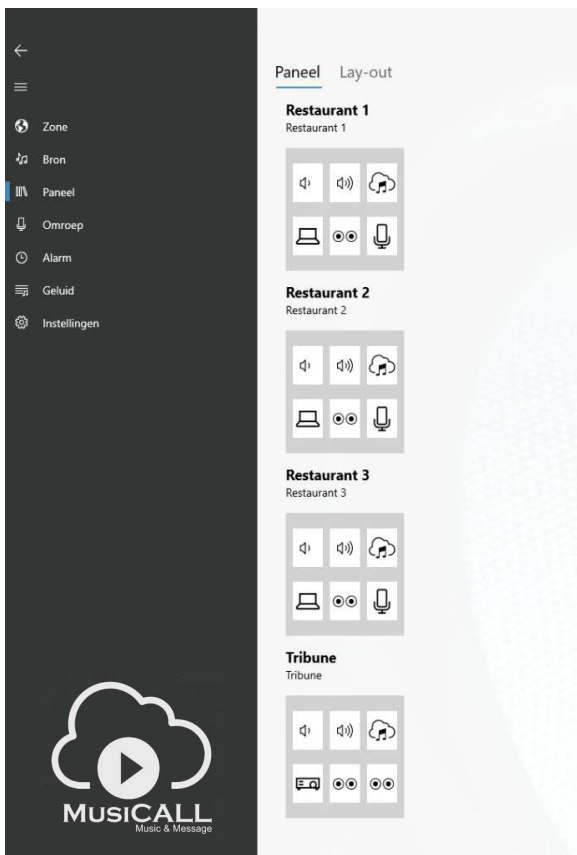 Zone
Bron
Paneel
Omroep
Alarm
Geluid
Instellingen
MUSICALL
Music & Message
Paneel Lay-out
Restaurant 1
Restaurant 1
Restaurant 2
Restaurant 2
Restaurant 3
Restaurant 3
Tribune
Tribune